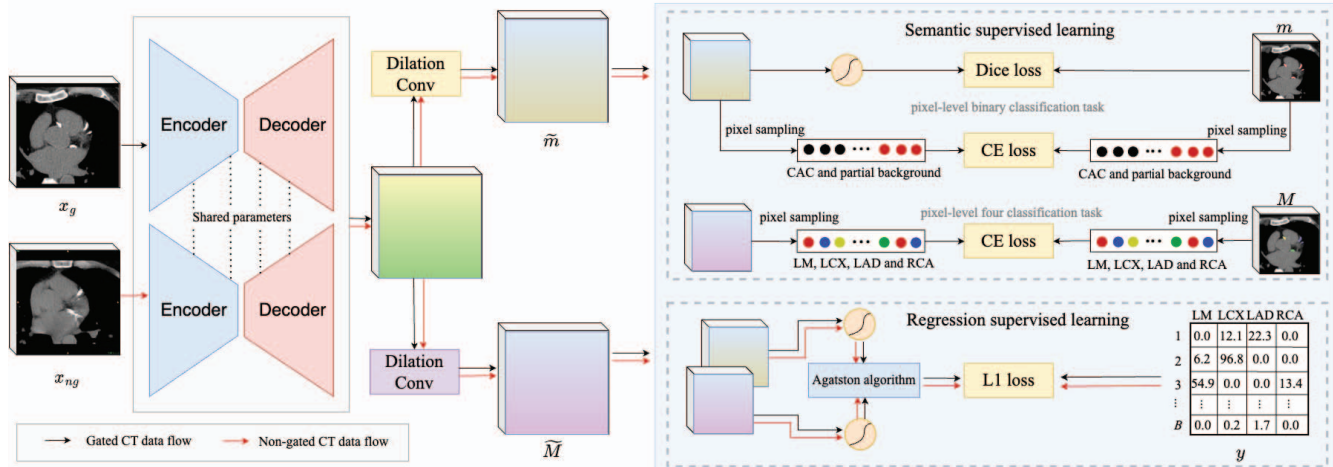 x_g
Encoder
Decoder
Shared parameters
Encoder
Decoder
x_ng
Gated CT data flow
Non-gated CT data flow
Dilation
Conv
m̃
Dilation
Conv
M̃
Semantic supervised learning
m
Dice loss
pixel-level binary classification task
pixel sampling
pixel sampling
CE loss
CAC and partial background
CAC and partial background
M
pixel-level four classification task
pixel sampling
pixel sampling
CE loss
LM, LCX, LAD and RCA
LM, LCX, LAD and RCA
Regression supervised learning
Agatston algorithm
L1 loss
LM LCX LAD RCA
1 0.0 12.1 22.3 0.0
2 6.2 96.8 0.0 0.0
3 54.9 0.0 0.0 13.4
⋮ ⋮ ⋮ ⋮ ⋮
B 0.0 0.2 1.7 0.0
y